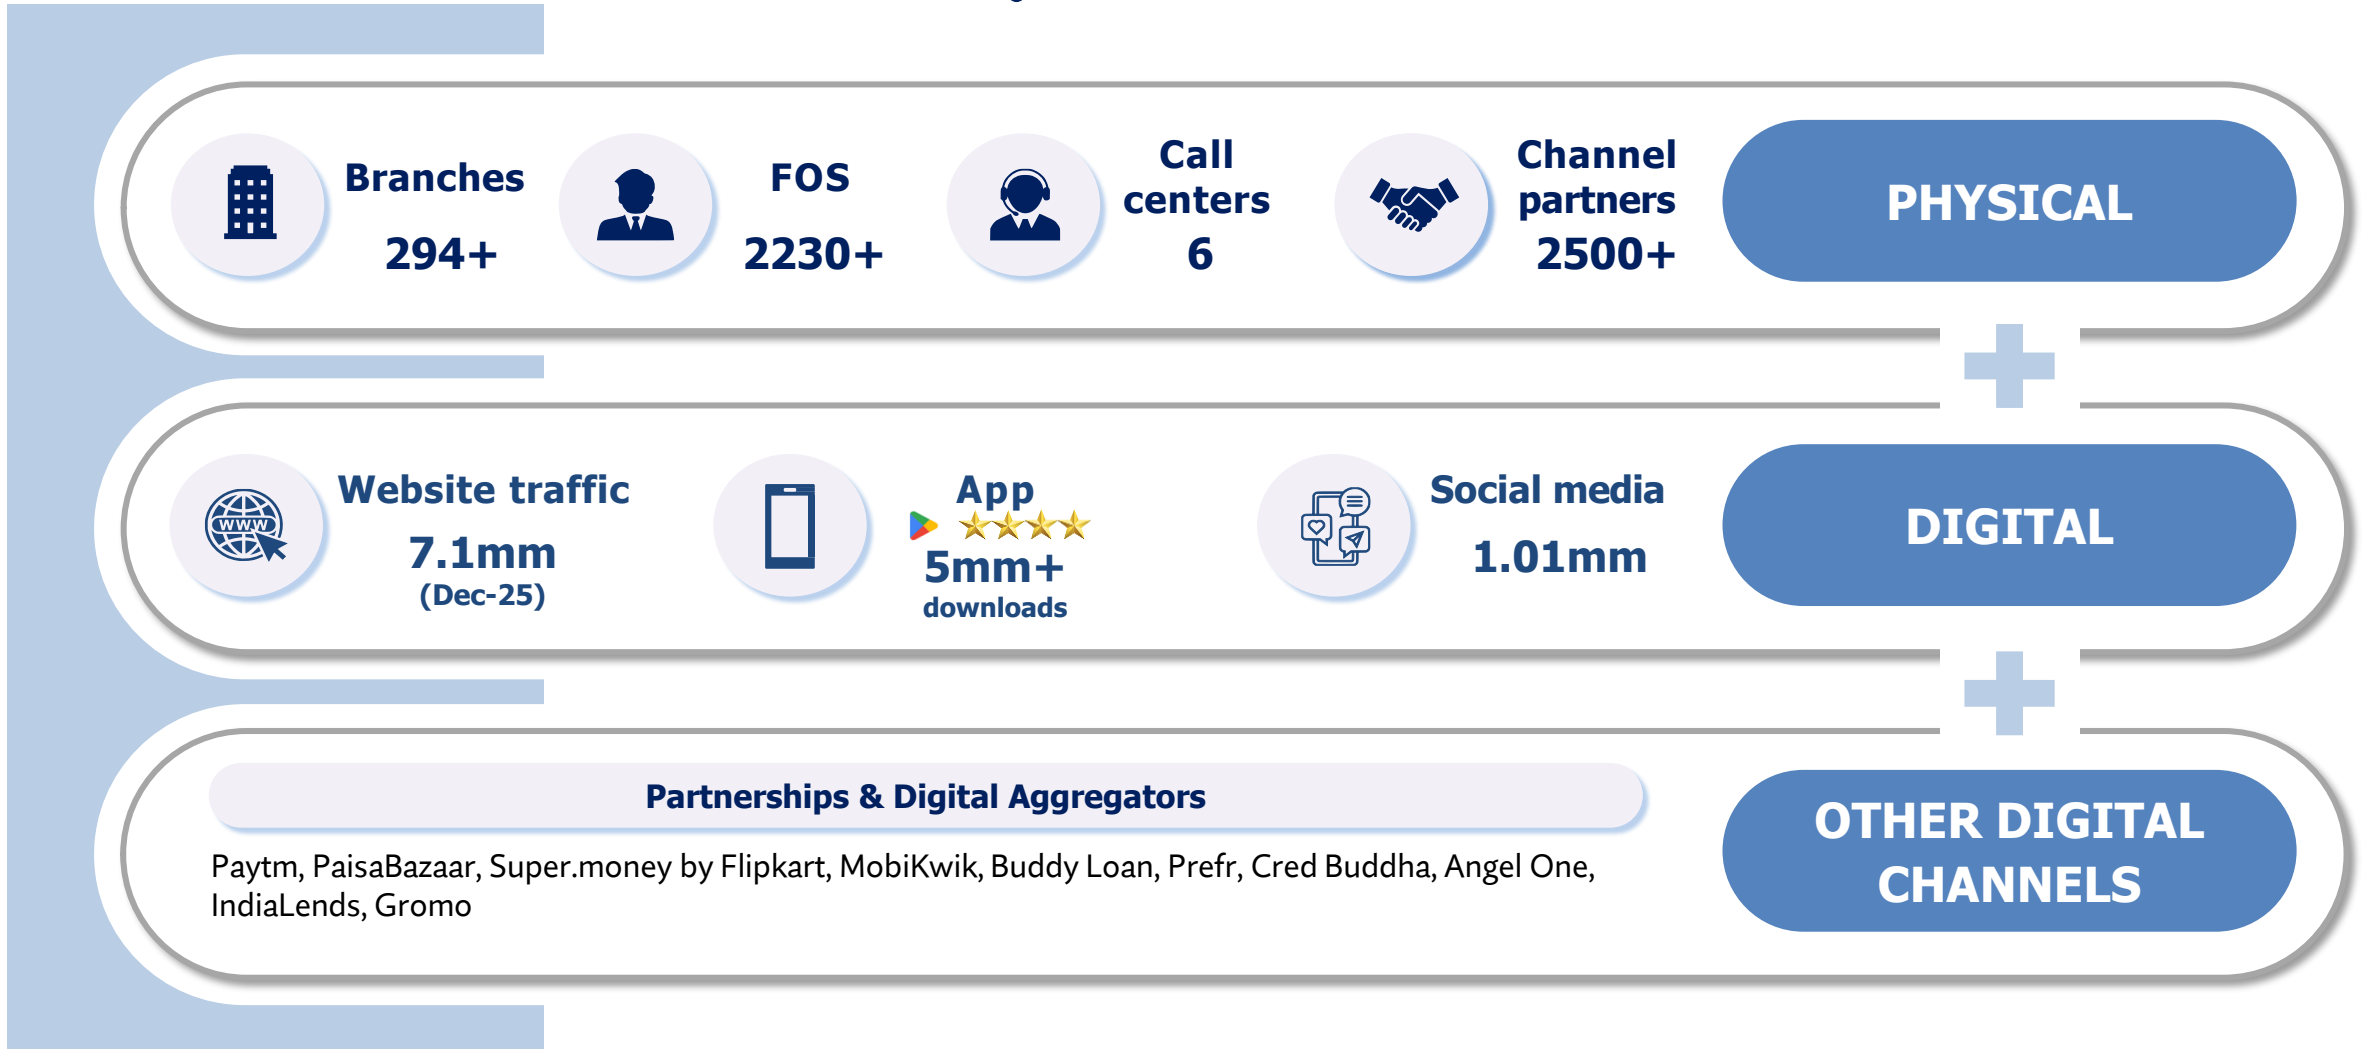 Branches
294+
FOS
2230+
Call
centers
6
Channel
partners
2500+
PHYSICAL
WWW
Website traffic
7.1mm
(Dec-25)
App
5mm+
downloads
Social media
1.01mm
DIGITAL
Partnerships & Digital Aggregators
Paytm, PaisaBazaar, Super.money by Flipkart, MobiKwik, Buddy Loan, Prefr, Cred Buddha, Angel One,
IndiaLends, Gromo
OTHER DIGITAL
CHANNELS